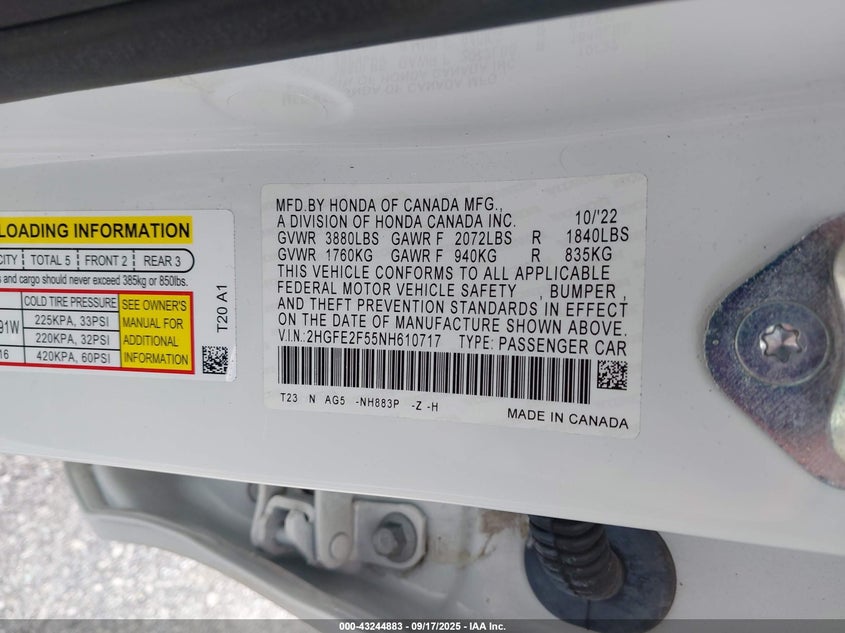 MFD.BY HONDA OF CANADA MFG.,
A DIVISION OF HONDA CANADA INC. 10/'22
GVWR 3880LBS GAWR F 2072LBS R 1840LBS
GVWR 1760KG GAWR F 940KG R 835KG
THIS VEHICLE CONFORMS TO ALL APPLICABLE
FEDERAL MOTOR VEHICLE SAFETY , BUMPER ,
AND THEFT PREVENTION STANDARDS IN EFFECT
ON THE DATE OF MANUFACTURE SHOWN ABOVE.
V.I.N.:2HGFE2F55NH610717 TYPE: PASSENGER CAR
T23 N AG5 -NH883P -Z -H
MADE IN CANADA
LOADING INFORMATION
CITY TOTAL 5 FRONT 2 REAR 3
s and cargo should never exceed 385kg or 850lbs.
COLD TIRE PRESSURE
91W 225KPA, 33PSI
220KPA, 32PSI
16 420KPA, 60PSI
SEE OWNER'S
MANUAL FOR
ADDITIONAL
INFORMATION
T20 A1
000-43244883 - 09/17/2025 - IAA Inc.